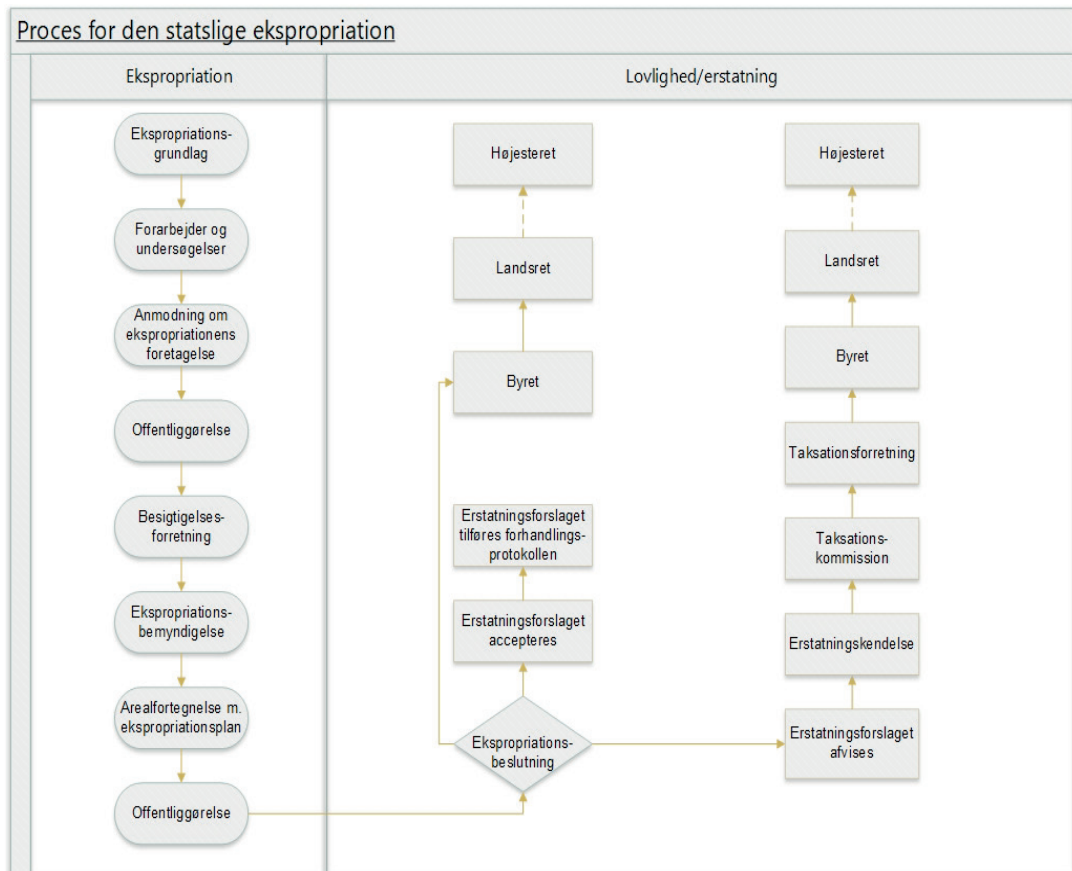 Proces for den statslige ekspropriation
Ekspropriation
Lovlighed/erstatning
Ekspropriations-
grundlag
Forarbejder og
undersøgelser
Anmodning om
ekspropriationens
foretagelse
Offentliggørelse
Besigtigelses-
forretning
Ekspropriations-
bemyndigelse
Arealfortegnelse m.
ekspropriationsplan
Offentliggørelse
Højesteret
Landsret
Byret
Erstatningsforslaget
tilføres forhandlings-
protokollen
Erstatningsforslaget
accepteres
Ekspropriations-
beslutning
Højesteret
Landsret
Byret
Taksationsforretning
Taksations-
kommission
Erstatningskendelse
Erstatningsforslaget
afvises